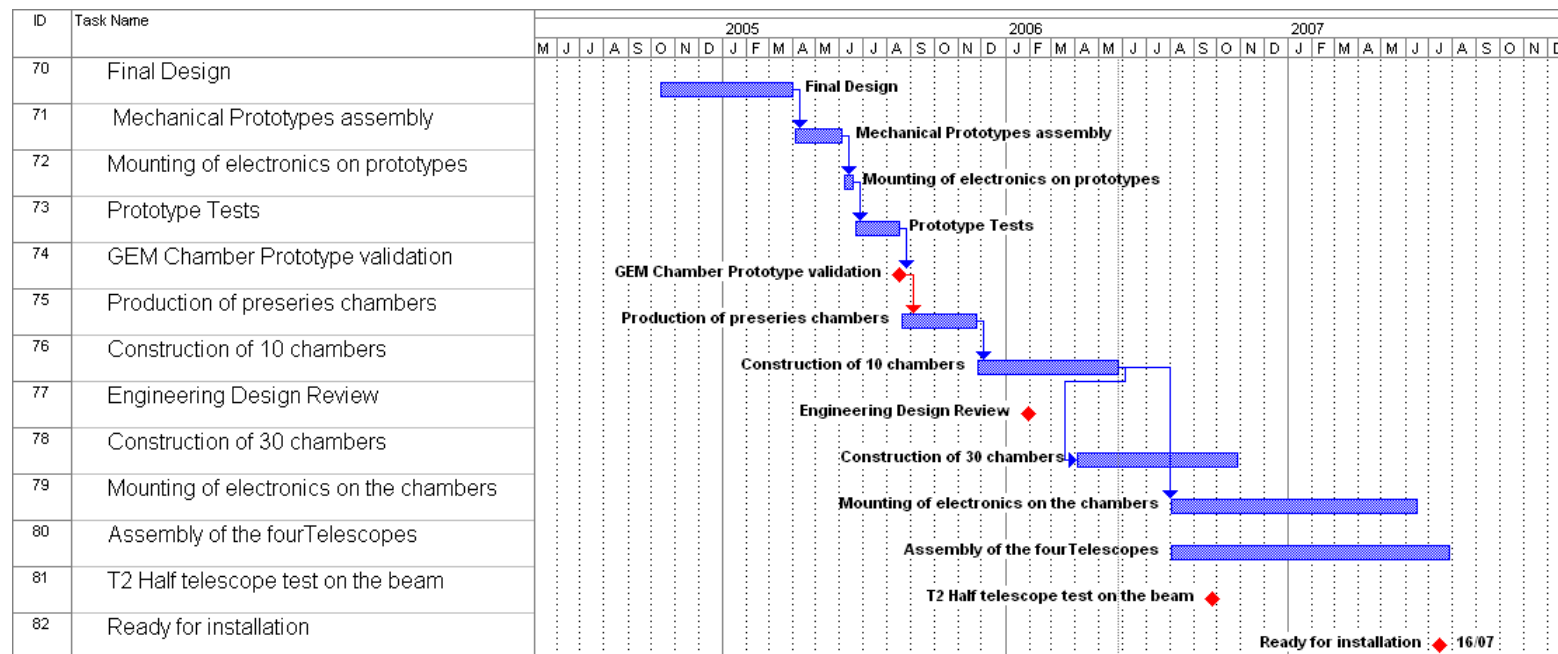 ID Task Name
2005 2006 2007
M J J A S O N D J F M A M J J A S O N D J F M A M J J A S O N D J F M A M J J A S O N D
70 Final Design Final Design
71 Mechanical Prototypes assembly Mechanical Prototypes assembly
72 Mounting of electronics on prototypes Mounting of electronics on prototypes
73 Prototype Tests Prototype Tests
74 GEM Chamber Prototype validation GEM Chamber Prototype validation
75 Production of preseries chambers Production of preseries chambers
76 Construction of 10 chambers Construction of 10 chambers
77 Engineering Design Review Engineering Design Review
78 Construction of 30 chambers Construction of 30 chambers
79 Mounting of electronics on the chambers Mounting of electronics on the chambers
80 Assembly of the fourTelescopes Assembly of the fourTelescopes
81 T2 Half telescope test on the beam T2 Half telescope test on the beam
82 Ready for installation Ready for installation 16/07